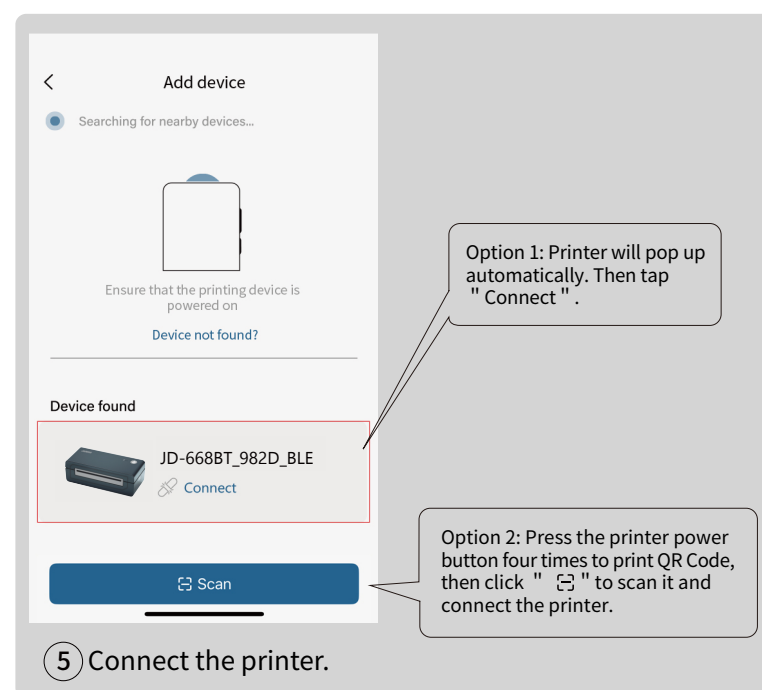 Add device
Searching for nearby devices...
Ensure that the printing device is
powered on
Device not found?
Option 1: Printer will pop up
automatically. Then tap
" Connect " .
Device found
JD-668BT_982D_BLE
Connect
Scan
Option 2: Press the printer power
button four times to print QR Code,
then click " " to scan it and
connect the printer.
5 Connect the printer.